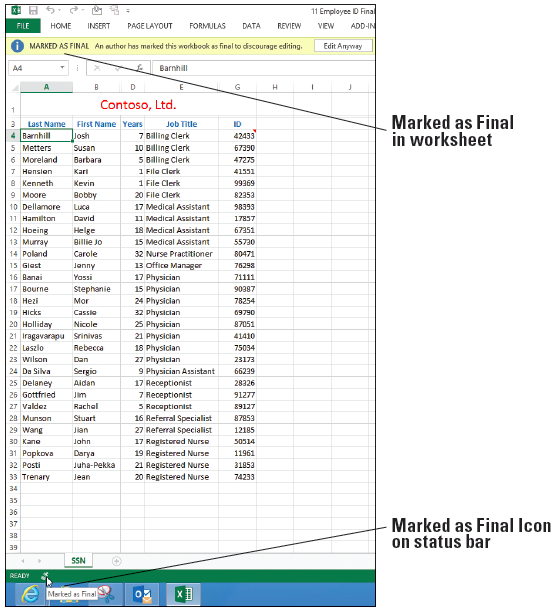 11 Employee ID Final
FILE HOME INSERT PAGE LAYOUT FORMULAS DATA REVIEW VIEW ADD-IN
MARKED AS FINAL An author has marked this workbook as final to discourage editing. Edit Anyway
A4 fx Barnhill
A B D E G H I J
1 Contoso, Ltd.
3 Last Name First Name Years Job Title ID
4 Barnhill Josh 7 Billing Clerk 42433
5 Metters Susan 10 Billing Clerk 67390
6 Moreland Barbara 5 Billing Clerk 47275
7 Hensien Kari 1 File Clerk 41551
8 Kenneth Kevin 1 File Clerk 99369
9 Moore Bobby 20 File Clerk 82353
10 Dellamore Luca 17 Medical Assistant 98393
11 Hamilton David 11 Medical Assistant 17857
12 Hoeing Helge 18 Medical Assistant 67351
13 Murray Billie Jo 15 Medical Assistant 55730
14 Poland Carole 32 Nurse Practitioner 80471
15 Giest Jenny 13 Office Manager 76298
16 Banai Yossi 17 Physician 71111
17 Bourne Stephanie 15 Physician 90387
18 Hezi Mor 24 Physician 78254
19 Hicks Cassie 32 Physician 69790
20 Holliday Nicole 25 Physician 87051
21 Iragavarapu Srinivas 21 Physician 41410
22 Laszlo Rebecca 18 Physician 75034
23 Wilson Dan 27 Physician 23173
24 Da Silva Sergio 9 Physician Assistant 66239
25 Delaney Aidan 17 Receptionist 28326
26 Gottfried Jim 7 Receptionist 91277
27 Valdez Rachel 5 Receptionist 89127
28 Munson Stuart 16 Referral Specialist 87853
29 Wang Jian 27 Referral Specialist 12185
30 Kane John 17 Registered Nurse 50514
31 Popkova Darya 19 Registered Nurse 11961
32 Posti Juha-Pekka 21 Registered Nurse 31853
33 Trenary Jean 20 Registered Nurse 74233
34
35
36
37
38
39
SSN
READY
Marked as Final
Marked as Final
in worksheet
Marked as Final Icon
on status bar